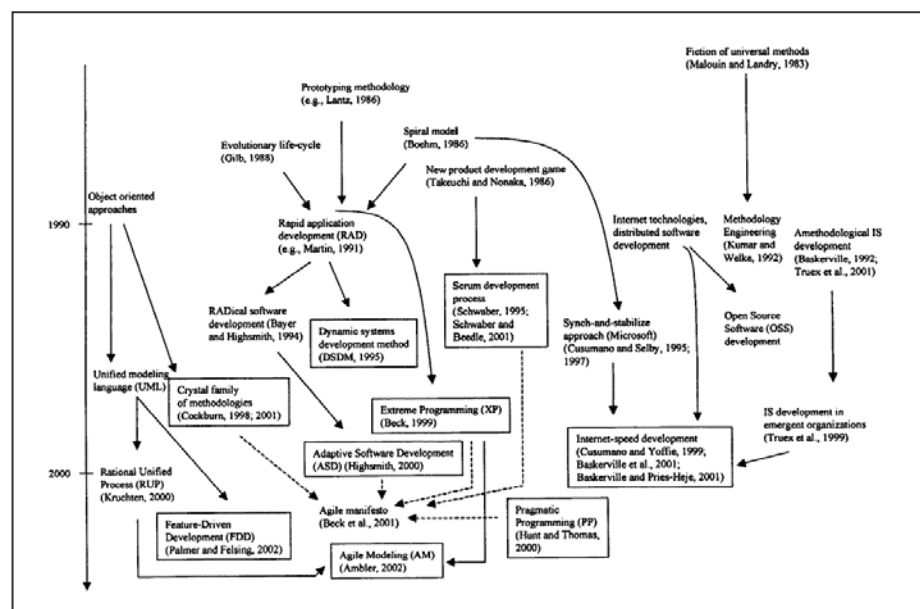 Fiction of universal methods
(Malouin and Landry, 1983)
Prototyping methodology
(e.g., Lantz, 1986)
Evolutionary life-cycle
(Gilb, 1988)
Spiral model
(Boehm, 1986)
New product development game
(Takeuchi and Nonaka, 1986)
Object oriented
approaches
1990
Rapid application
development (RAD)
(e.g., Martin, 1991)
Internet technologies,
distributed software
development
Methodology
Engineering
(Kumar and
Welke, 1992)
Amethodological IS
development
(Baskerville, 1992;
Truex et al., 2001)
RADical software
development (Bayer
and Highsmith, 1994)
Dynamic systems
development method
(DSDM, 1995)
Scrum development
process
(Schwaber, 1995;
Schwaber and
Beedle, 2001)
Synch-and-stabilize
approach (Microsoft)
(Cusumano and Selby, 1995;
1997)
Open Source
Software (OSS)
development
Unified modeling
language (UML)
Crystal family
of methodologies
(Cockburn, 1998; 2001)
Extreme Programming (XP)
(Beck, 1999)
IS development in
emergent organizations
(Truex et al., 1999)
Adaptive Software Development
(ASD) (Highsmith, 2000)
Internet-speed development
(Cusumano and Yoffie, 1999;
Baskerville et al., 2001;
Baskerville and Pries-Heje, 2001)
2000
Rational Unified
Process (RUP)
(Kruchten, 2000)
Agile manifesto
(Beck et al., 2001)
Pragmatic
Programming (PP)
(Hunt and Thomas,
2000)
Feature-Driven
Development (FDD)
(Palmer and Felsing, 2002)
Agile Modeling (AM)
(Ambler, 2002)